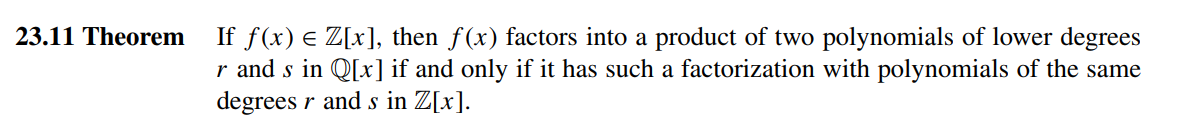 23.11 Theorem If f(x) ∈ ℤ[x], then f(x) factors into a product of two polynomials of lower degrees
r and s in ℚ[x] if and only if it has such a factorization with polynomials of the same
degrees r and s in ℤ[x].